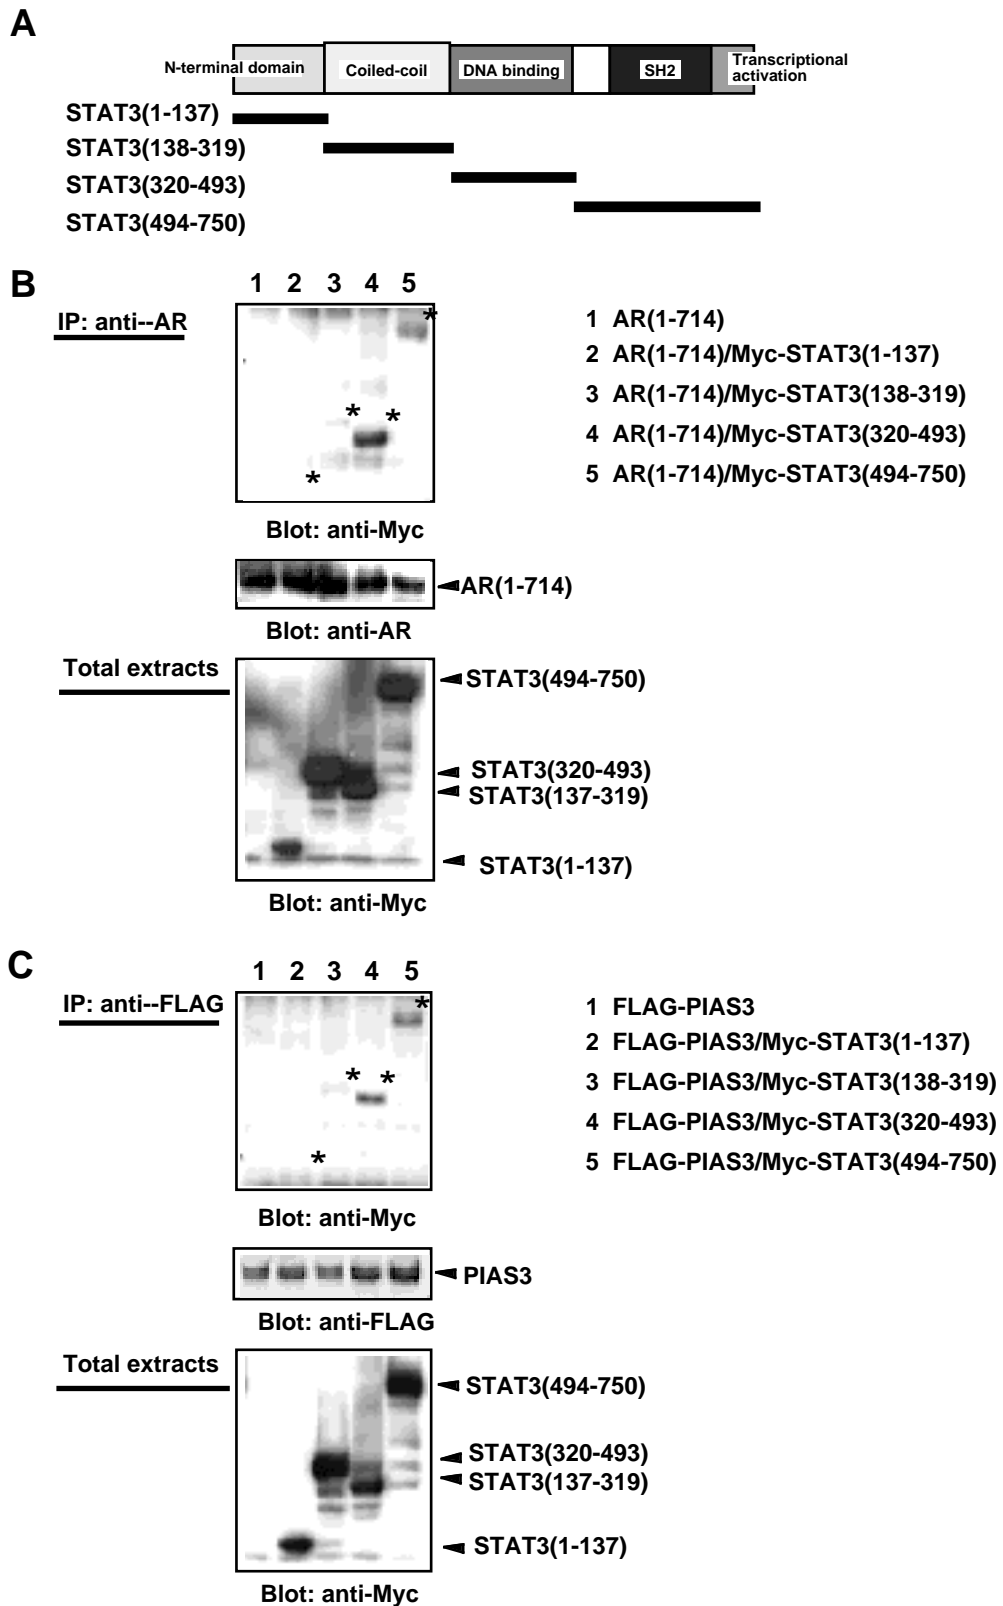 A
N-terminal domain
Coiled-coil
DNA binding
SH2
Transcriptional
activation
STAT3(1-137)
STAT3(138-319)
STAT3(320-493)
STAT3(494-750)
B
1 2 3 4 5
IP: anti--AR
*
* *
*
Blot: anti-Myc
1 AR(1-714)
2 AR(1-714)/Myc-STAT3(1-137)
3 AR(1-714)/Myc-STAT3(138-319)
4 AR(1-714)/Myc-STAT3(320-493)
5 AR(1-714)/Myc-STAT3(494-750)
AR(1-714)
Blot: anti-AR
Total extracts
STAT3(494-750)
STAT3(320-493)
STAT3(137-319)
STAT3(1-137)
Blot: anti-Myc
C
1 2 3 4 5
IP: anti--FLAG
*
* *
*
Blot: anti-Myc
1 FLAG-PIAS3
2 FLAG-PIAS3/Myc-STAT3(1-137)
3 FLAG-PIAS3/Myc-STAT3(138-319)
4 FLAG-PIAS3/Myc-STAT3(320-493)
5 FLAG-PIAS3/Myc-STAT3(494-750)
PIAS3
Blot: anti-FLAG
Total extracts
STAT3(494-750)
STAT3(320-493)
STAT3(137-319)
STAT3(1-137)
Blot: anti-Myc